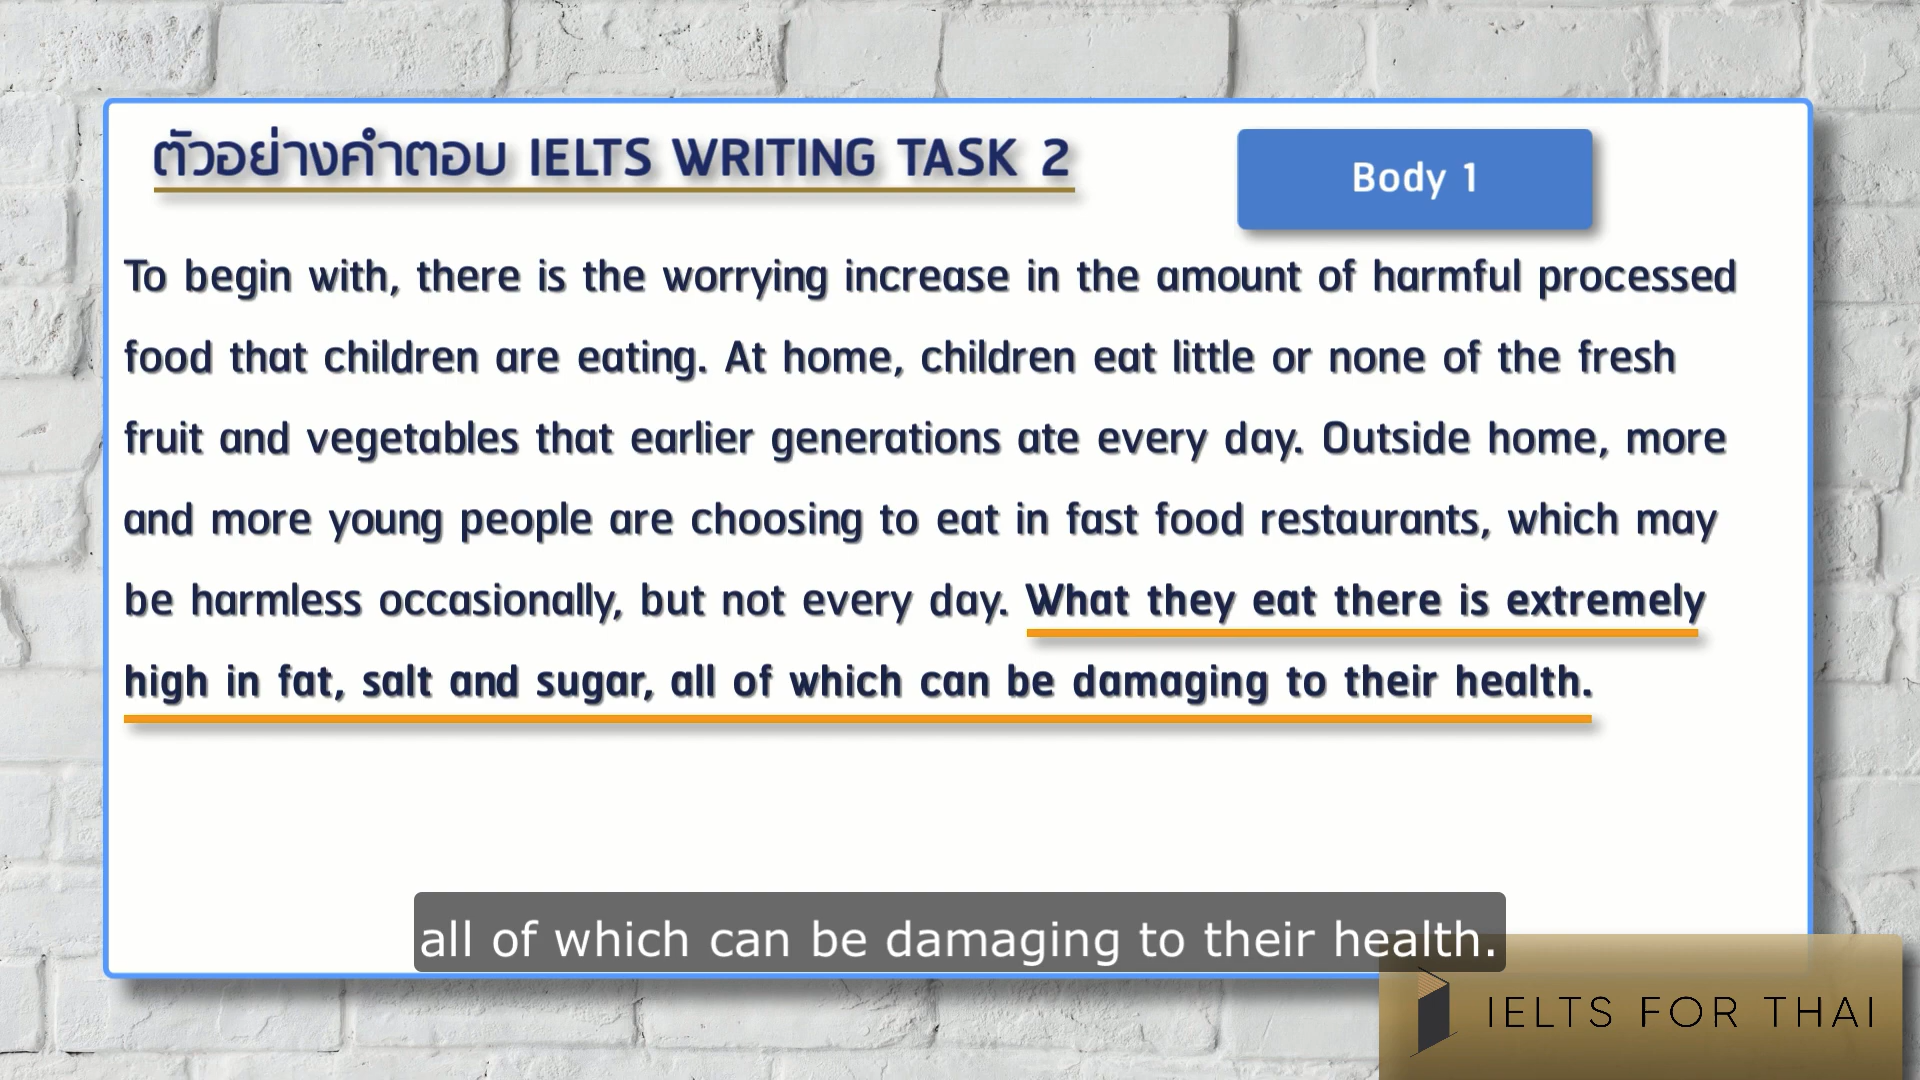 ตัวอย่างคำตอบ IELTS WRITING TASK 2
Body 1
To begin with, there is the worrying increase in the amount of harmful processed
food that children are eating. At home, children eat little or none of the fresh
fruit and vegetables that earlier generations ate every day. Outside home, more
and more young people are choosing to eat in fast food restaurants, which may
be harmless occasionally, but not every day. What they eat there is extremely
high in fat, salt and sugar, all of which can be damaging to their health.
all of which can be damaging to their health.
IELTS FOR THAI